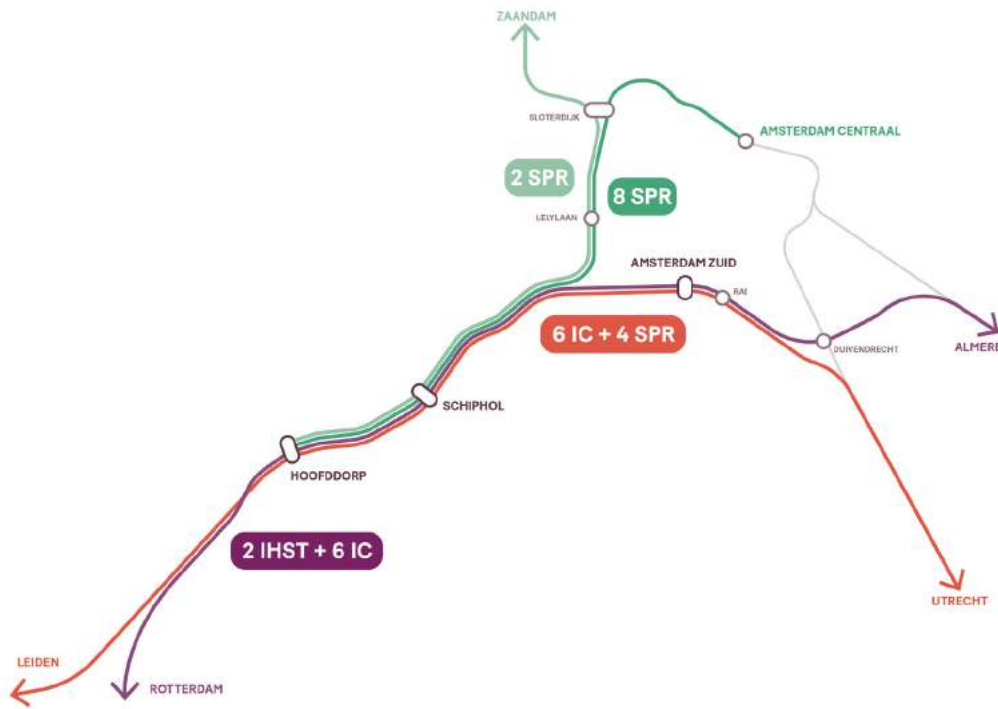 ZAANDAM
SLOTERDIJK
AMSTERDAM CENTRAAL
2 SPR
8 SPR
LELYLAAN
AMSTERDAM ZUID
RAI
6 IC + 4 SPR
DUIVENDRECHT
ALMERE
SCHIPHOL
HOOFDDORP
2 IHST + 6 IC
UTRECHT
LEIDEN
ROTTERDAM